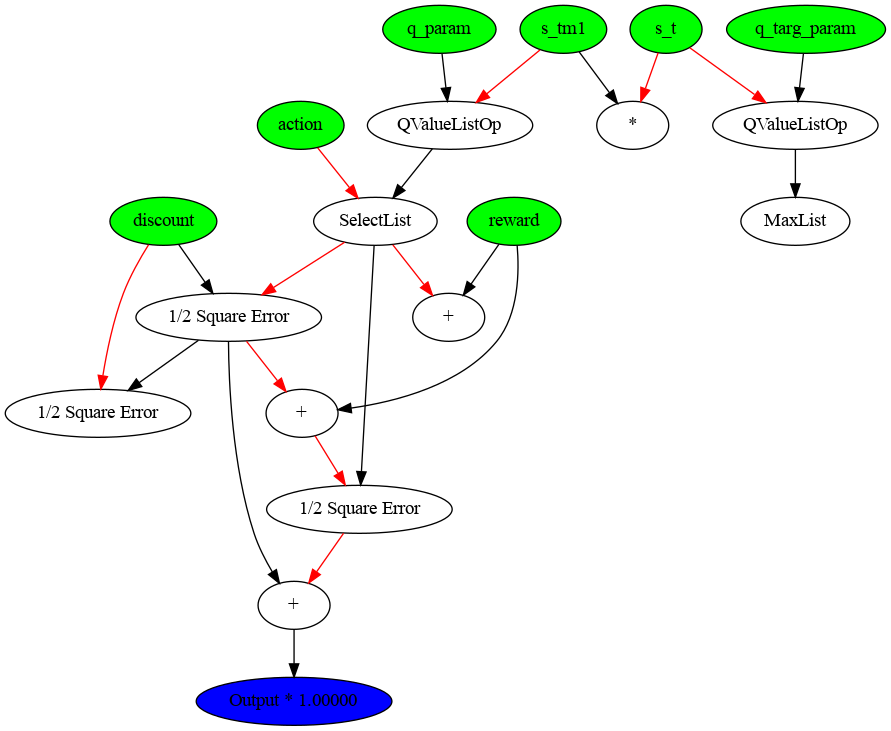 q_param
s_tm1
s_t
q_targ_param
action
QValueListOp
*
QValueListOp
discount
SelectList
reward
MaxList
1/2 Square Error
+
1/2 Square Error
+
1/2 Square Error
+
Output * 1.00000